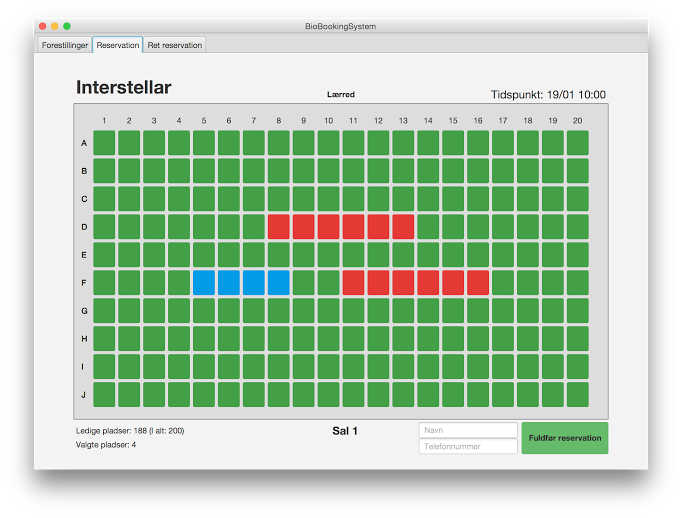 BioBookingSystem
Forestillinger Reservation Ret reservation
Interstellar
Lærred
Tidspunkt: 19/01 10:00
1 2 3 4 5 6 7 8 9 10 11 12 13 14 15 16 17 18 19 20
A
B
C
D
E
F
G
H
I
J
Ledige pladser: 188 (I alt: 200)
Valgte pladser: 4
Sal 1
Navn
Telefonnummer
Fuldfør reservation